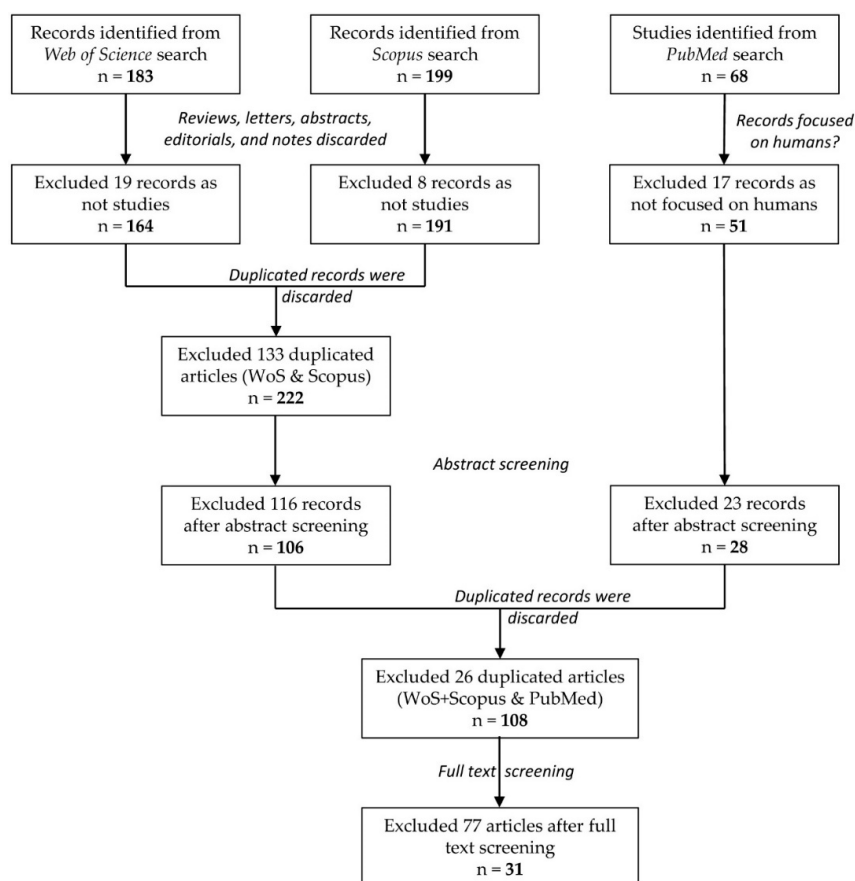 Records identified from
Web of Science search
n = 183
Records identified from
Scopus search
n = 199
Studies identified from
PubMed search
n = 68
Reviews, letters, abstracts,
editorials, and notes discarded
Records focused
on humans?
Excluded 19 records as
not studies
n = 164
Excluded 8 records as
not studies
n = 191
Excluded 17 records as
not focused on humans
n = 51
Duplicated records were
discarded
Excluded 133 duplicated
articles (WoS & Scopus)
n = 222
Abstract screening
Excluded 116 records
after abstract screening
n = 106
Excluded 23 records
after abstract screening
n = 28
Duplicated records were
discarded
Excluded 26 duplicated articles
(WoS+Scopus & PubMed)
n = 108
Full text screening
Excluded 77 articles after full
text screening
n = 31